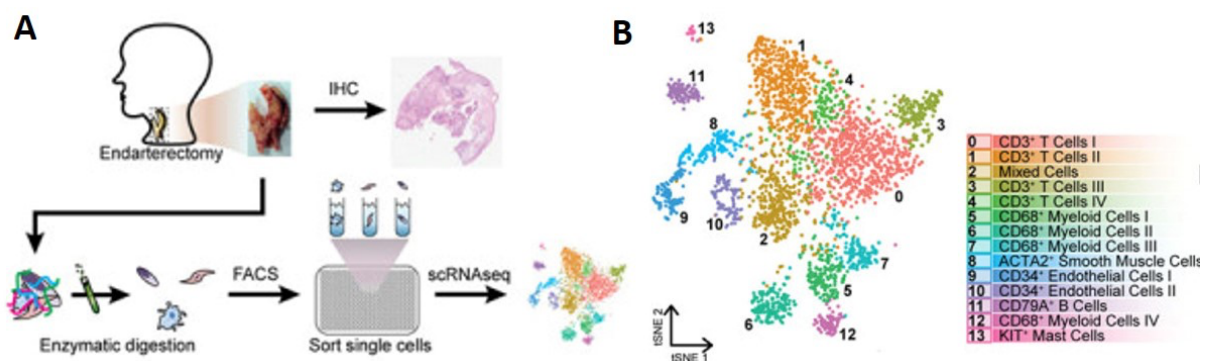 A
IHC
Endarterectomy
FACS
scRNAseq
Enzymatic digestion
Sort single cells
B
13
1
11
4
3
8
0
9
10
2
7
5
6
12
tSNE 2
tSNE 1
0 CD3⁺ T Cells I
1 CD3⁺ T Cells II
2 Mixed Cells
3 CD3⁺ T Cells III
4 CD3⁺ T Cells IV
5 CD68⁺ Myeloid Cells I
6 CD68⁺ Myeloid Cells II
7 CD68⁺ Myeloid Cells III
8 ACTA2⁺ Smooth Muscle Cells
9 CD34⁺ Endothelial Cells I
10 CD34⁺ Endothelial Cells II
11 CD79A⁺ B Cells
12 CD68⁺ Myeloid Cells IV
13 KIT⁺ Mast Cells